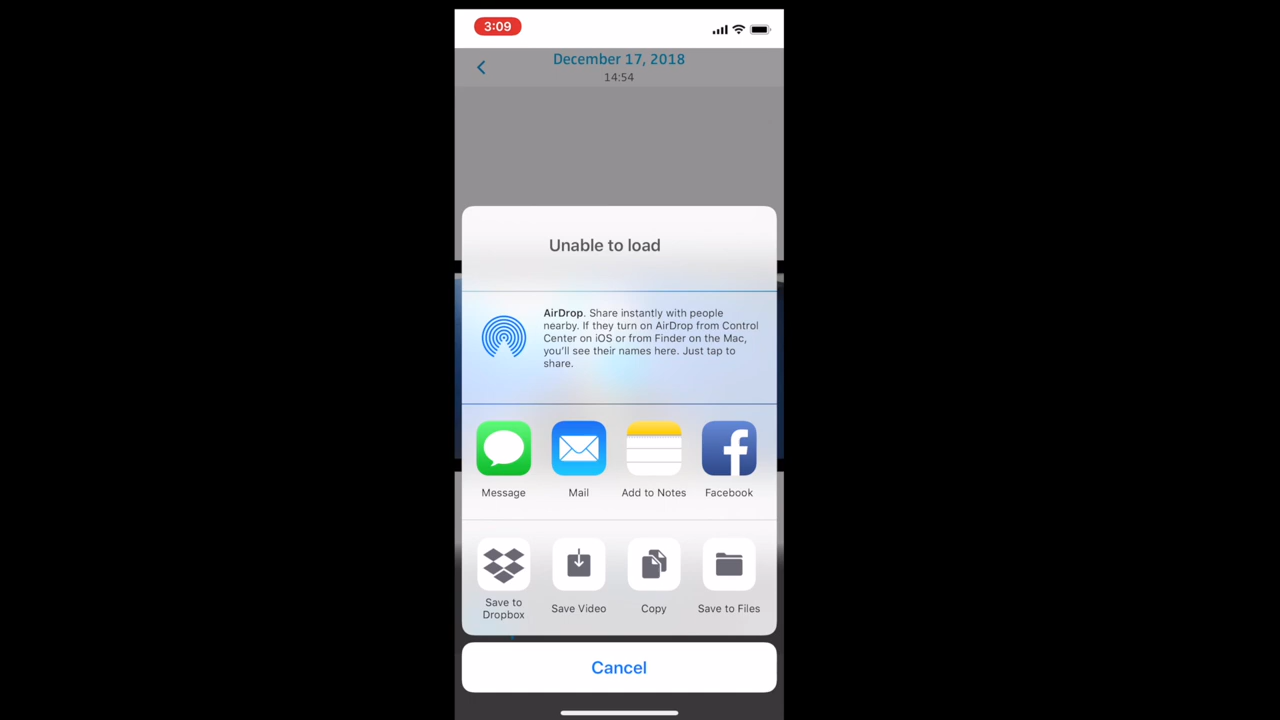 3:09
December 17, 2018
14:54
Unable to load
AirDrop. Share instantly with people
nearby. If they turn on AirDrop from Control
Center on iOS or from Finder on the Mac,
you'll see their names here. Just tap to
share.
Message
Mail
Add to Notes
Facebook
Save to
Dropbox
Save Video
Copy
Save to Files
Cancel